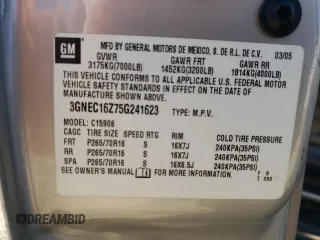 GM
MFD BY GENERAL MOTORS DE MEXICO, S. DE R.L. DE C.V. 03/05
GVWR GAWR FRT GAWR RR
3175KG(7000LB) 1452KG(3200LB) 1814KG(4000LB)
THIS VEHICLE CONFORMS TO ALL APPLICABLE U.S. FEDERAL MOTOR
VEHICLE SAFETY STANDARDS IN EFFECT ON THE DATE OF
MANUFACTURE SHOWN ABOVE.
3GNEC16Z75G241623 TYPE: M.P.V.
MODEL: C15906
CAGC TIRE SIZE SPEED RTG RIM COLD TIRE PRESSURE
FRT P265/70R16 S 16X7J 240KPA(35PSI)
RR P265/70R16 S 16X7J 240KPA(35PSI)
SPA P265/70R16 S 16X6.5J 240KPA(35PSI)
SEE OWNER'S MANUAL FOR MORE INFORMATION.
AUTOBIDMASTER